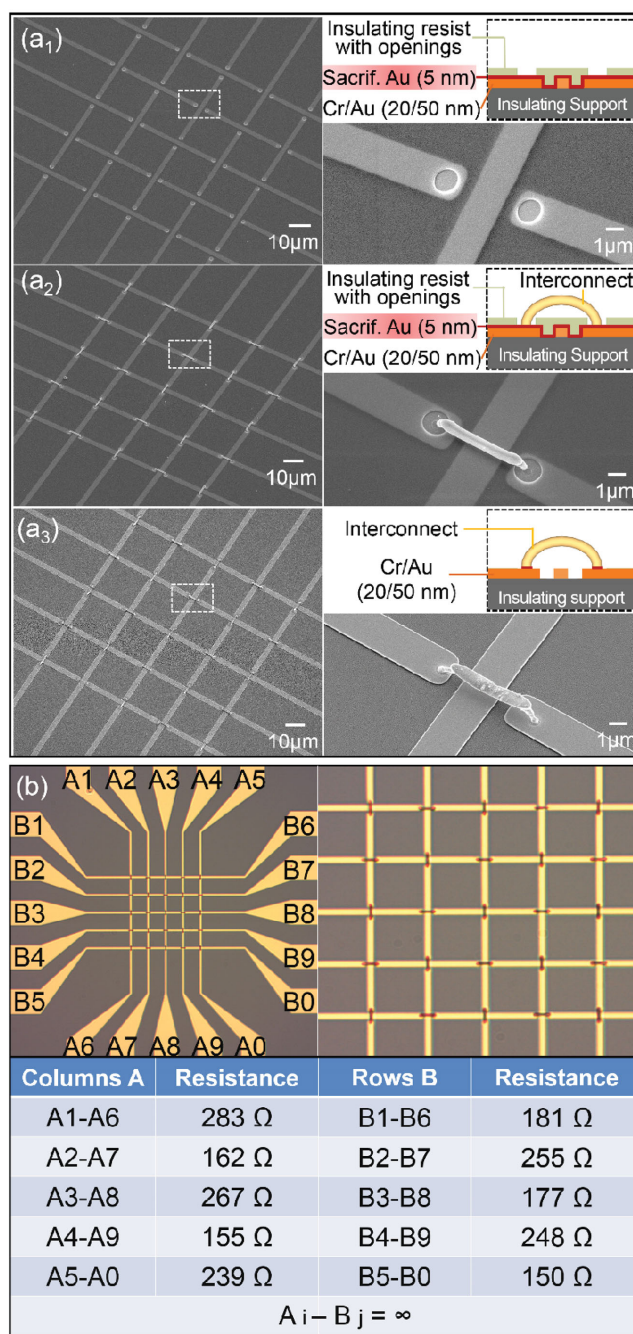 (a1)
Insulating resist
with openings
Sacrif. Au (5 nm)
Cr/Au (20/50 nm)
Insulating Support
10μm
1μm
(a2)
Insulating resist
with openings
Interconnect
Sacrif. Au (5 nm)
Cr/Au (20/50 nm)
Insulating Support
10μm
1μm
(a3)
Interconnect
Cr/Au
(20/50 nm)
Insulating support
10μm
1μm
(b)
A1 A2 A3 A4 A5
B1 B6
B2 B7
B3 B8
B4 B9
B5 B0
A6 A7 A8 A9 A0
Columns A Resistance Rows B Resistance
A1-A6 283 Ω B1-B6 181 Ω
A2-A7 162 Ω B2-B7 255 Ω
A3-A8 267 Ω B3-B8 177 Ω
A4-A9 155 Ω B4-B9 248 Ω
A5-A0 239 Ω B5-B0 150 Ω
A i – B j = ∞